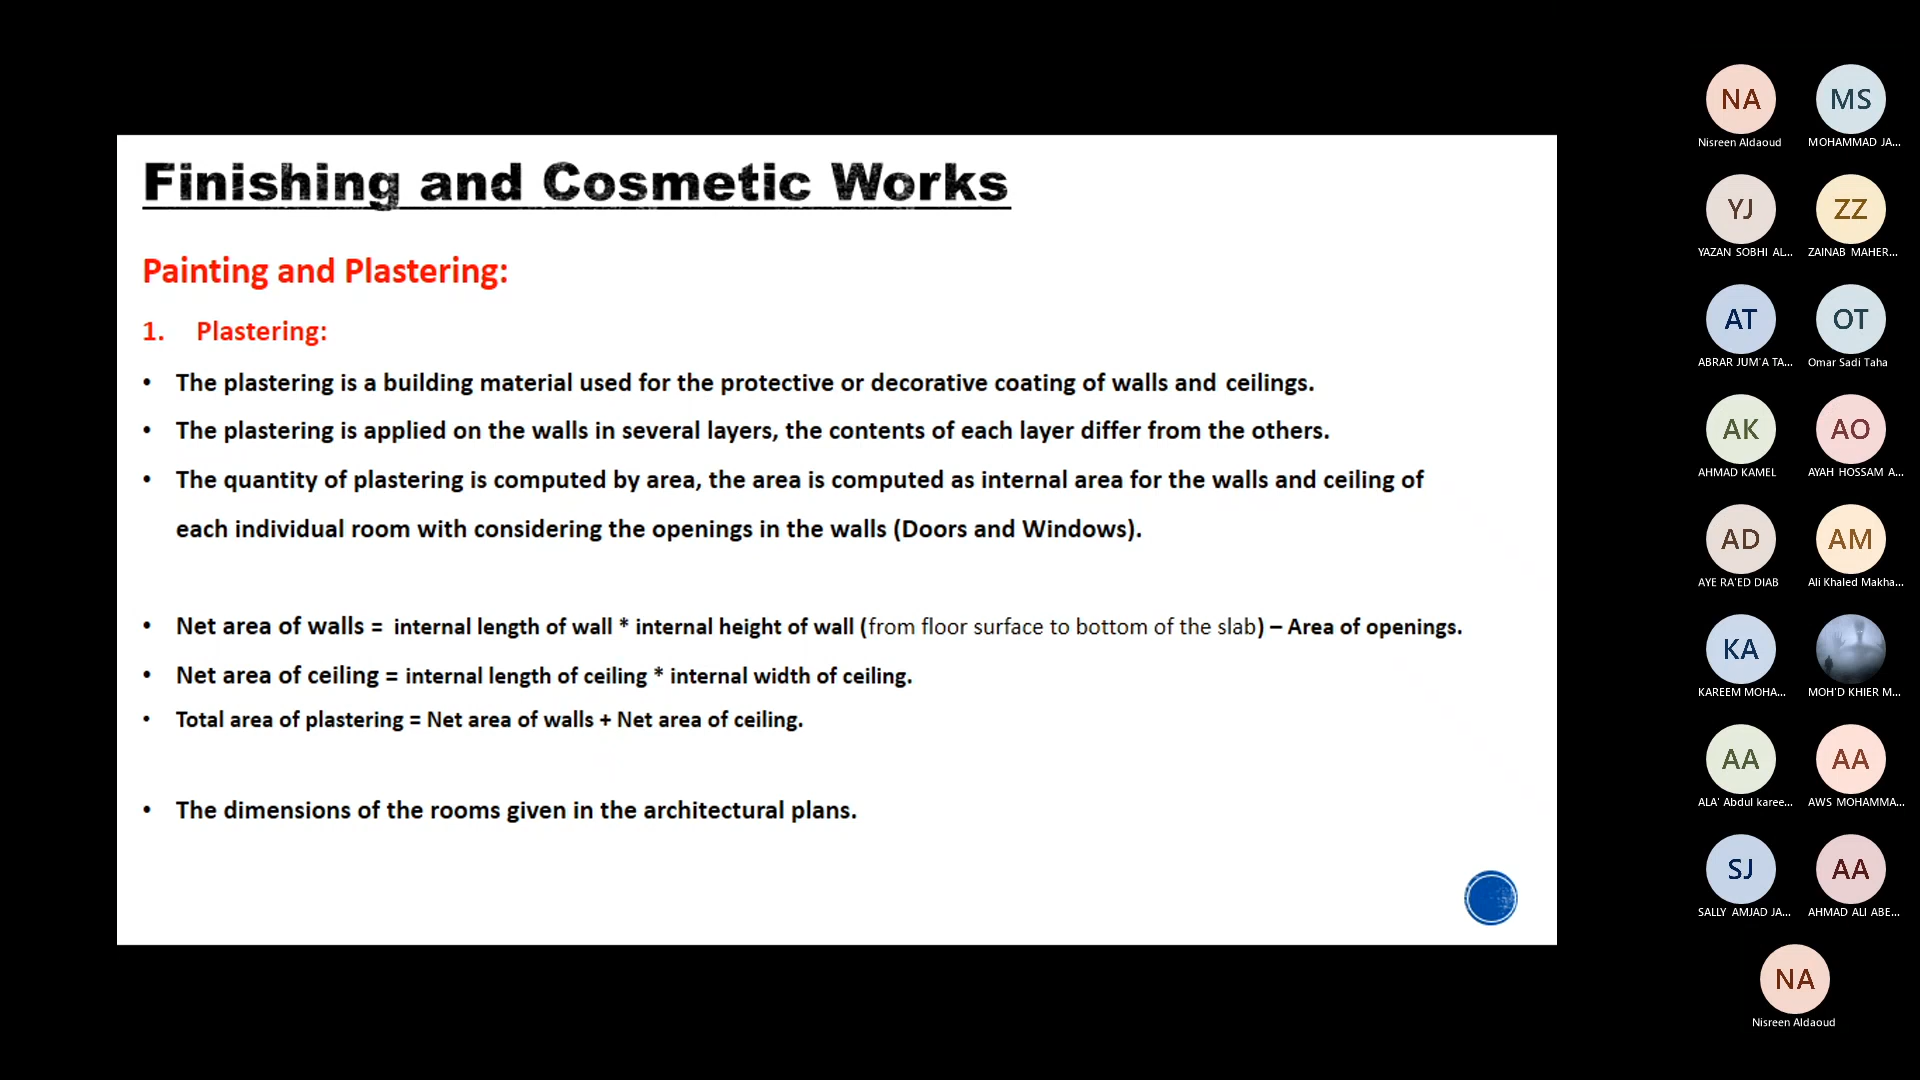 Finishing and Cosmetic Works
Painting and Plastering:
1. Plastering:
• The plastering is a building material used for the protective or decorative coating of walls and ceilings.
• The plastering is applied on the walls in several layers, the contents of each layer differ from the others.
• The quantity of plastering is computed by area, the area is computed as internal area for the walls and ceiling of
each individual room with considering the openings in the walls (Doors and Windows).
• Net area of walls = internal length of wall * internal height of wall (from floor surface to bottom of the slab) – Area of openings.
• Net area of ceiling = internal length of ceiling * internal width of ceiling.
• Total area of plastering = Net area of walls + Net area of ceiling.
• The dimensions of the rooms given in the architectural plans.
NA MS
Nisreen Aldaoud MOHAMMAD JA...
YJ ZZ
YAZAN SOBHI AL... ZAINAB MAHER...
AT OT
ABRAR JUM'A TA... Omar Sadi Taha
AK AO
AHMAD KAMEL AYAH HOSSAM A...
AD AM
AYE RA'ED DIAB Ali Khaled Makha...
KA
KAREEM MOHA... MOH'D KHIER M...
AA AA
ALA' Abdul karee... AWS MOHAMMA...
SJ AA
SALLY AMJAD JA... AHMAD ALI ABE...
NA
Nisreen Aldaoud